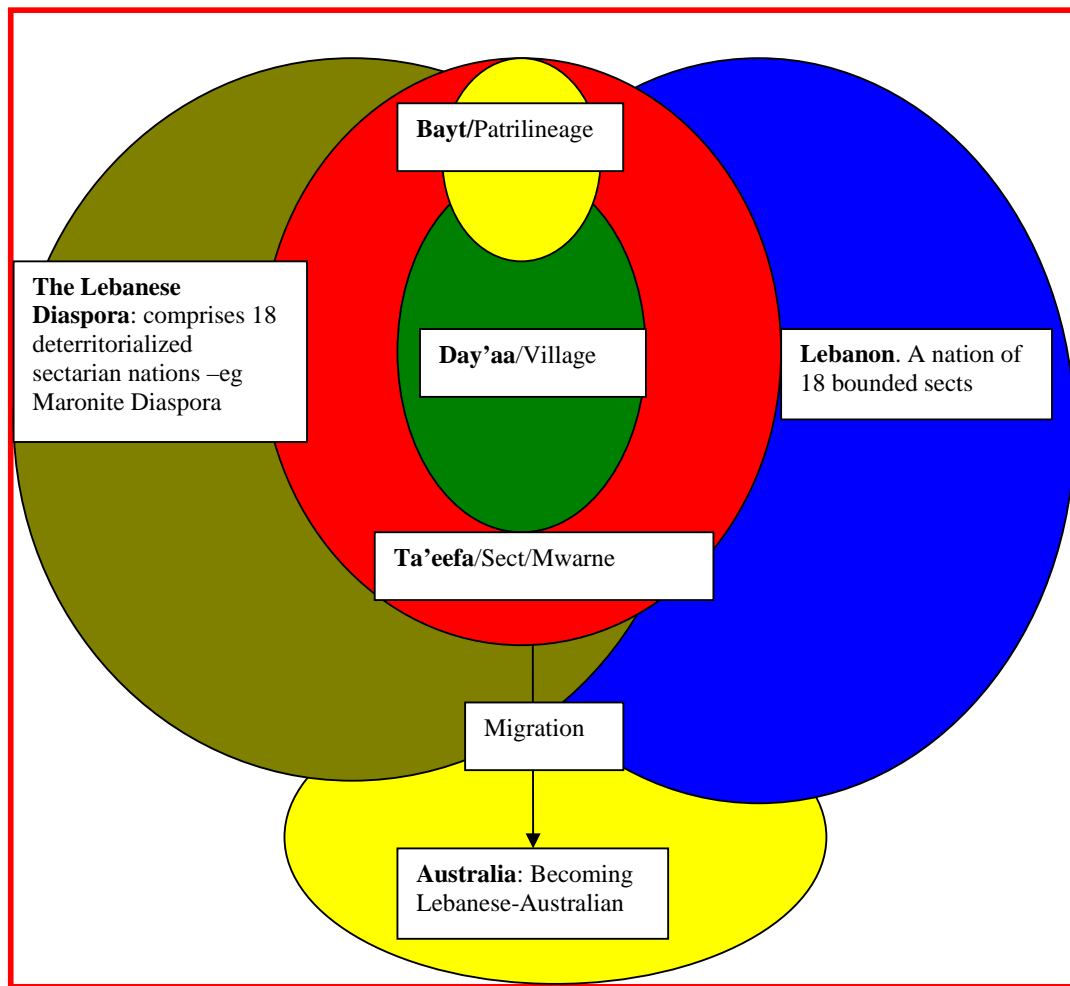 Bayt/Patrilineage
The Lebanese
Diaspora: comprises 18
deterritorialized
sectarian nations –eg
Maronite Diaspora
Day’aa/Village
Lebanon. A nation of
18 bounded sects
Ta’eefa/Sect/Mwarne
Migration
Australia: Becoming
Lebanese-Australian